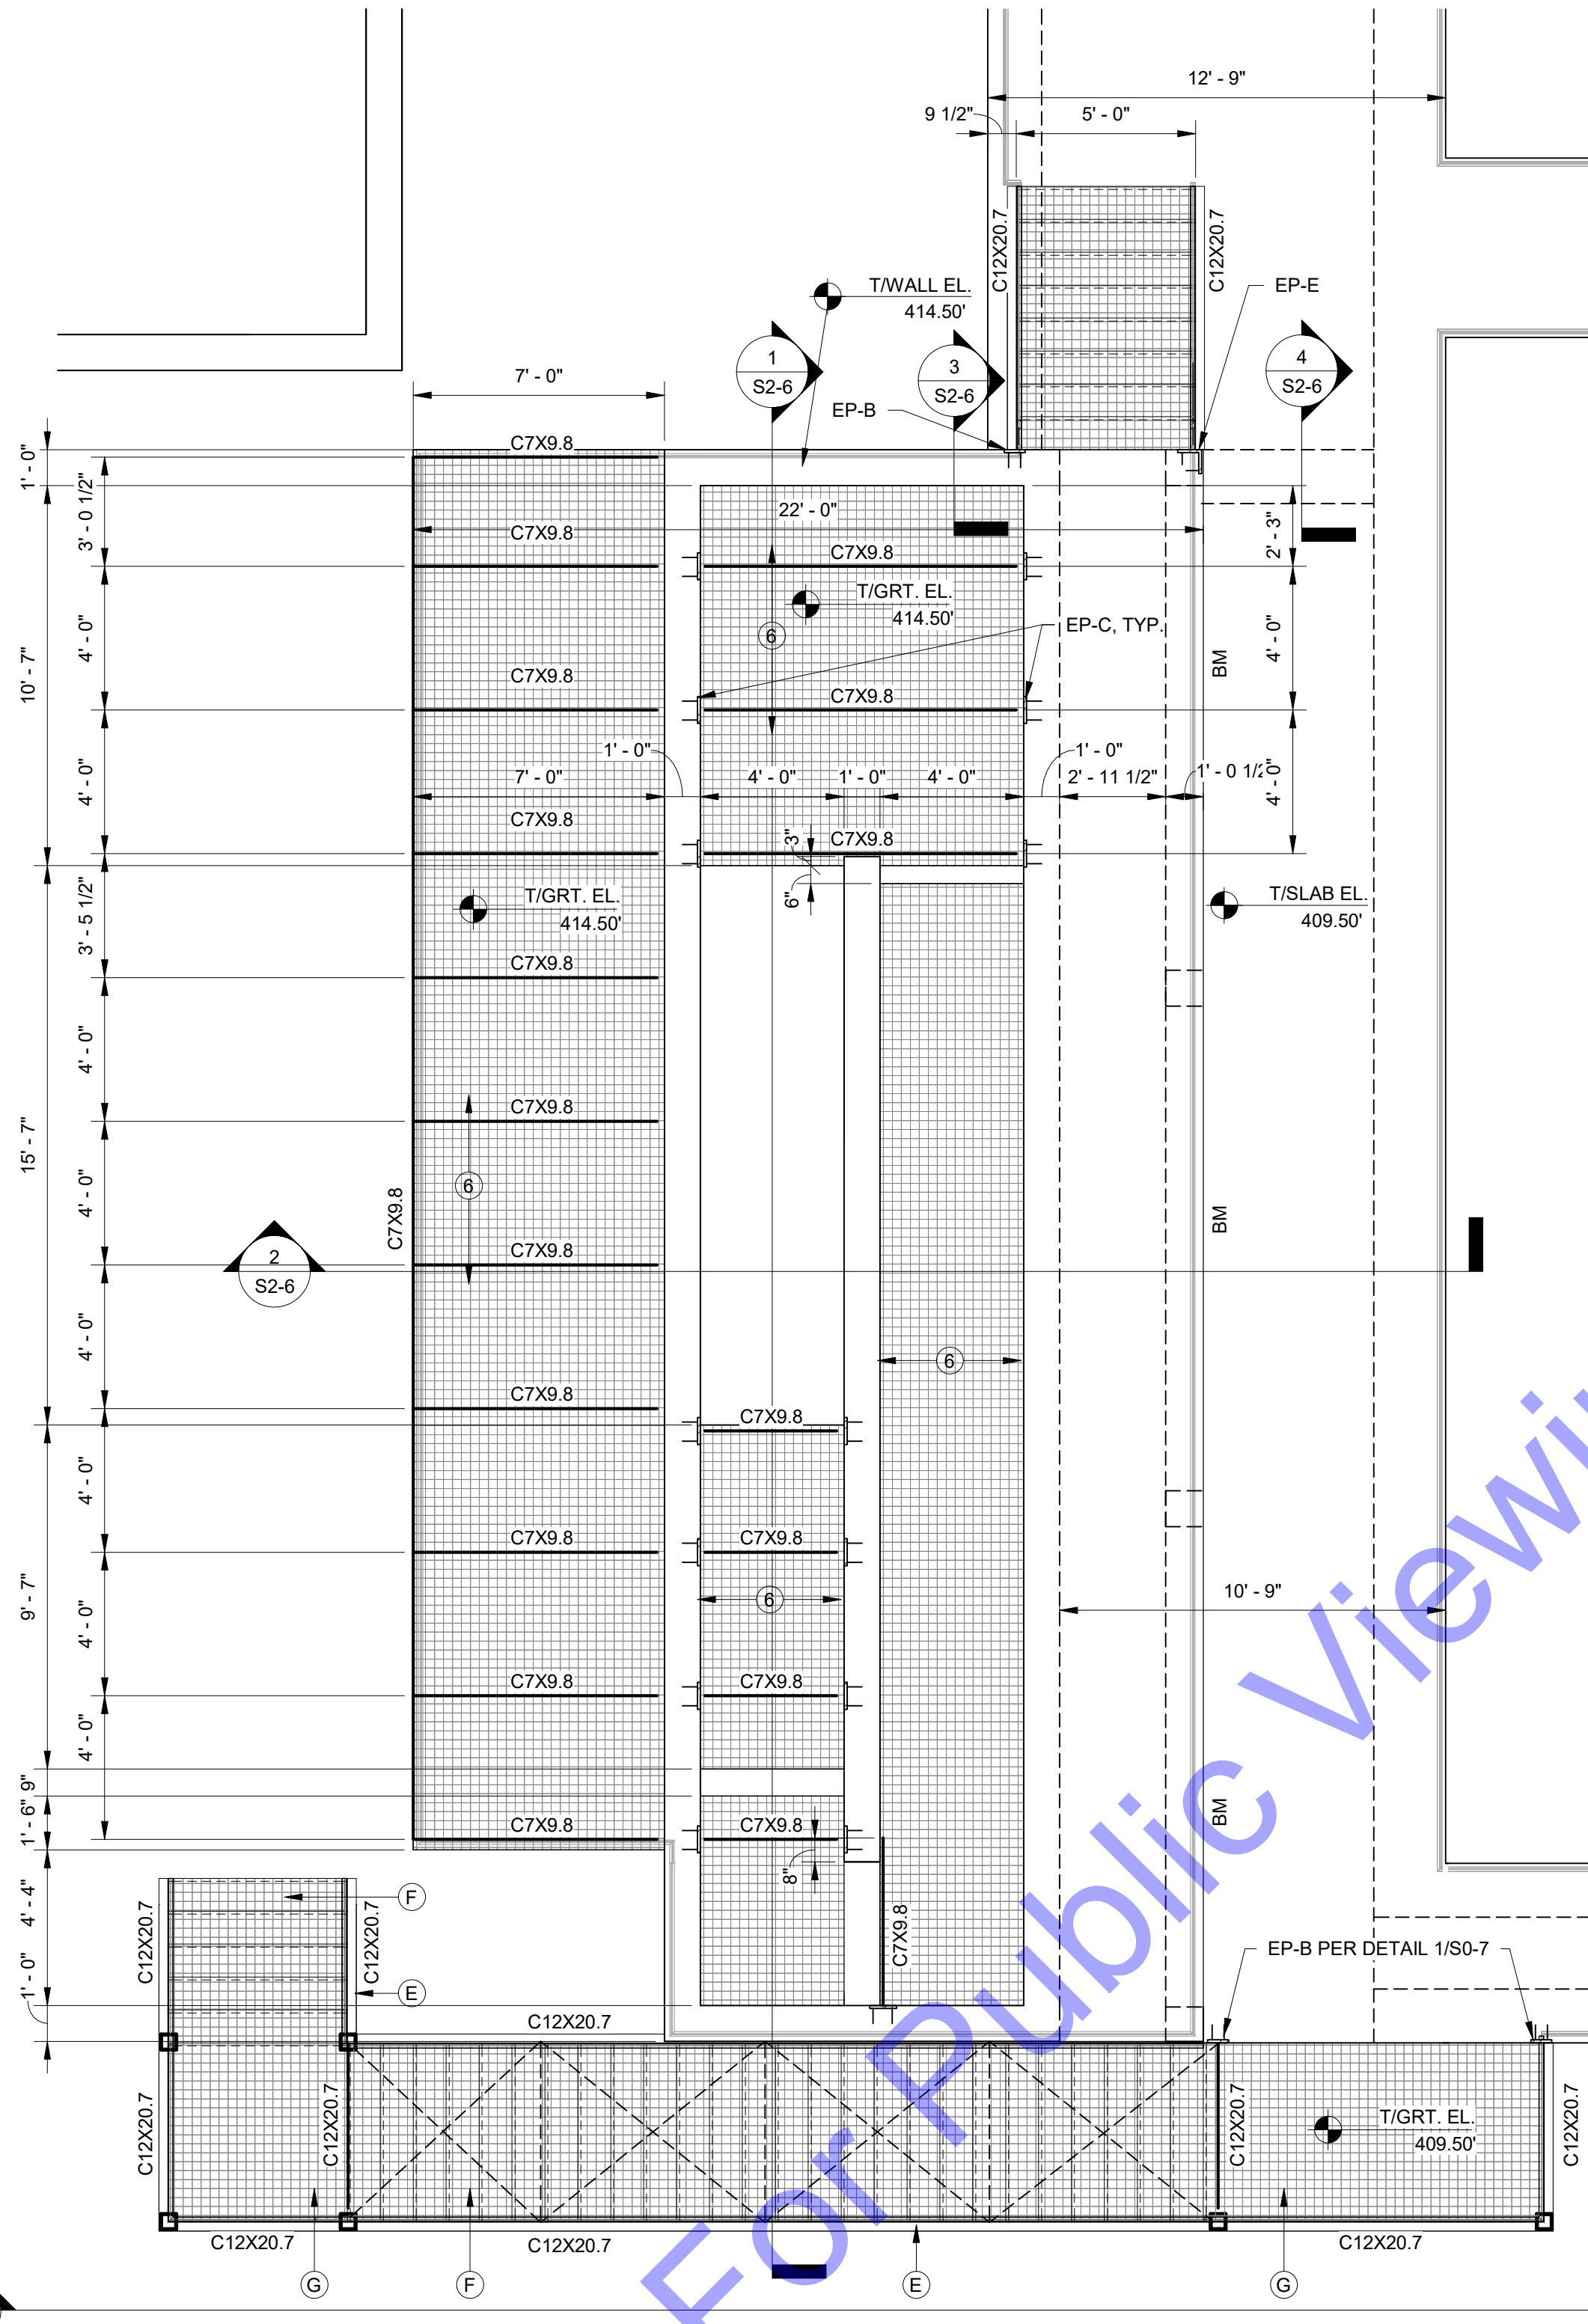 12' - 9"
9 1/2"
5' - 0"
C12X20.7
C12X20.7
T/WALL EL.
414.50'
EP-E
1
S2-6
3
S2-6
4
S2-6
7' - 0"
EP-B
1' - 0"
C7X9.8
3' - 0 1/2"
22' - 0"
C7X9.8
2' - 3"
C7X9.8
T/GRT. EL.
414.50'
6
EP-C, TYP.
4' - 0"
10' - 7"
4' - 0"
BM
C7X9.8
C7X9.8
1' - 0"
1' - 0"
7' - 0"
4' - 0"
1' - 0"
4' - 0"
2' - 11 1/2"
4' - 0"
4' - 0"
C7X9.8
C7X9.8
3"
6"
T/GRT. EL.
414.50'
T/SLAB EL.
409.50'
3' - 5 1/2"
C7X9.8
4' - 0"
C7X9.8
15' - 7"
4' - 0"
6
C7X9.8
BM
2
S2-6
C7X9.8
4' - 0"
6
C7X9.8
C7X9.8
4' - 0"
C7X9.8
C7X9.8
9' - 7"
6
10' - 9"
4' - 0"
C7X9.8
C7X9.8
4' - 0"
9"
1' - 6"
C7X9.8
C7X9.8
BM
8"
4' - 4"
F
C12X20.7
C12X20.7
C7X9.8
EP-B PER DETAIL 1/S0-7
1' - 0"
E
C12X20.7
C12X20.7
C12X20.7
C12X20.7
T/GRT. EL.
409.50'
C12X20.7
C12X20.7
C12X20.7
C12X20.7
G
F
E
G
For Public Viewi